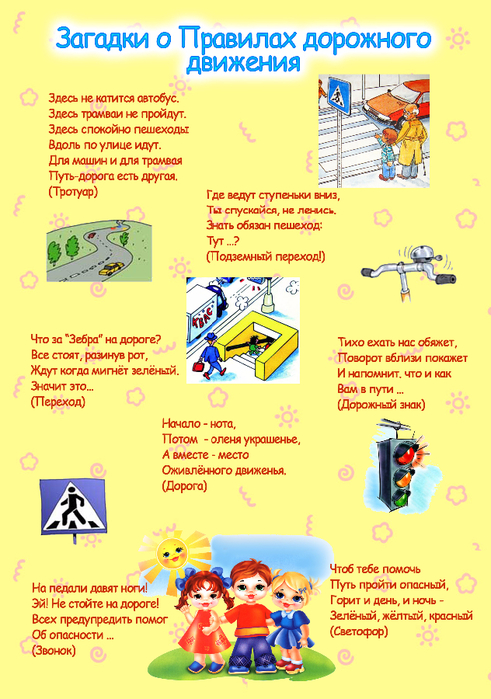 Загадки о Правилах дорожного
движения
Здесь не катится автобус.
Здесь трамваи не пройдут.
Здесь спокойно пешеходы
Вдоль по улице идут.
Для машин и для трамвая
Путь-дорога есть другая.
(Тротуар)
Где ведут ступеньки вниз,
Ты спускайся, не ленись.
Знать обязан пешеход:
Тут ...?
(Подземный переход!)
Что за "Зебра" на дороге?
Все стоят, разинув рот,
Ждут когда мигнёт зелёный.
Значит это...
(Переход)
Тихо ехать нас обяжет,
Поворот вблизи покажет
И напомнит, что и как
Вам в пути ...
(Дорожный знак)
Начало - нота,
Потом - оленя украшенье,
А вместе - место
Оживлённого движенья.
(Дорога)
На педали давят ноги!
Эй! Не стойте на дороге!
Всех предупредить помог
Об опасности ...
(Звонок)
Чтоб тебе помочь
Путь пройти опасный,
Горит и день, и ночь -
Зелёный, жёлтый, красный
(Светофор)